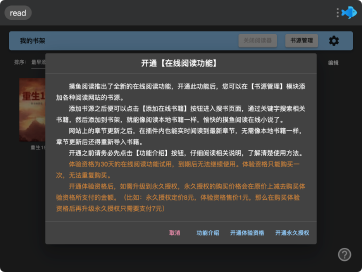 read
我的书架
书源管理
排序：
编辑
重生
开通【在线阅读功能】
摸鱼阅读推出了全新的在线阅读功能，开通此功能后，您可以在【书源管理】模块添
加各种阅读网站的书源。
添加书源之后便可以点击【添加在线书籍】按钮进入搜书页面，通过关键字搜索相关
书籍，然后添加到书架，就能像阅读本地书籍一样，愉快的摸鱼阅读在线小说了。
网站上的章节更新之后，在插件内也能实时阅读到最新章节，无需像本地书籍一样，
章节更新后还得重新导入书籍。
开通之前请务必先点击【功能介绍】按钮，仔细阅读相关说明，了解清楚使用方法。
体验资格为30天的在线阅读功能试用，到期后无法继续使用。体验资格只能购买一
次，无法重复购买。
开通体验资格后，如需升级到永久授权，永久授权的购买价格会在原价上减去购买体
验资格所支付的金额。（比如：永久授权定价8元，体验资格售价1元，那么在购买体验
资格后再升级永久授权只需要支付7元）
取消
功能介绍
开通体验资格
开通永久授权